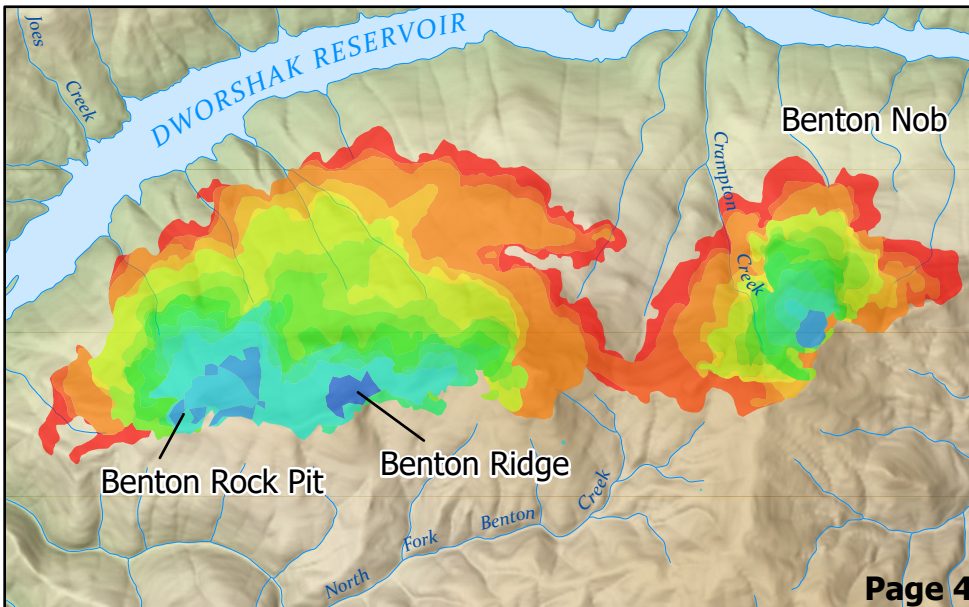 Joes
Creek
DWORSHAK RESERVOIR
Benton Nob
Crampton
Creek
Benton Rock Pit
Benton Ridge
North
Fork
Benton
Creek
Page 4